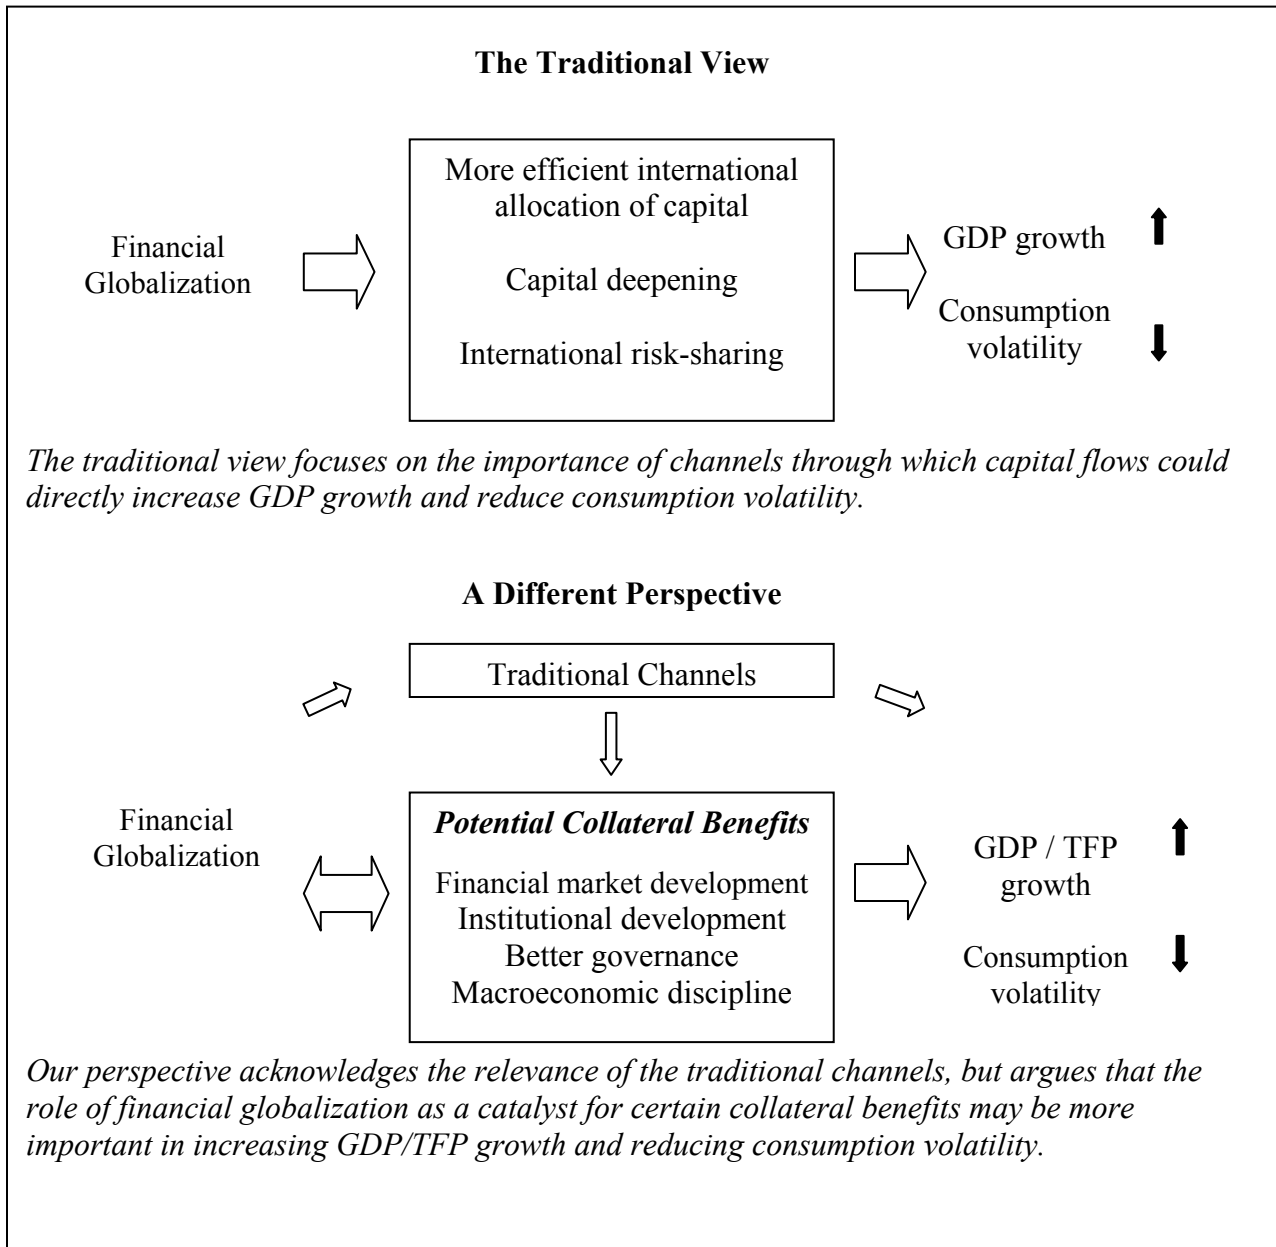 The Traditional View
Financial
Globalization
More efficient international
allocation of capital
Capital deepening
International risk-sharing
GDP growth
Consumption
volatility
The traditional view focuses on the importance of channels through which capital flows could
directly increase GDP growth and reduce consumption volatility.
A Different Perspective
Traditional Channels
Financial
Globalization
Potential Collateral Benefits
Financial market development
Institutional development
Better governance
Macroeconomic discipline
GDP / TFP
growth
Consumption
volatility
Our perspective acknowledges the relevance of the traditional channels, but argues that the
role of financial globalization as a catalyst for certain collateral benefits may be more
important in increasing GDP/TFP growth and reducing consumption volatility.